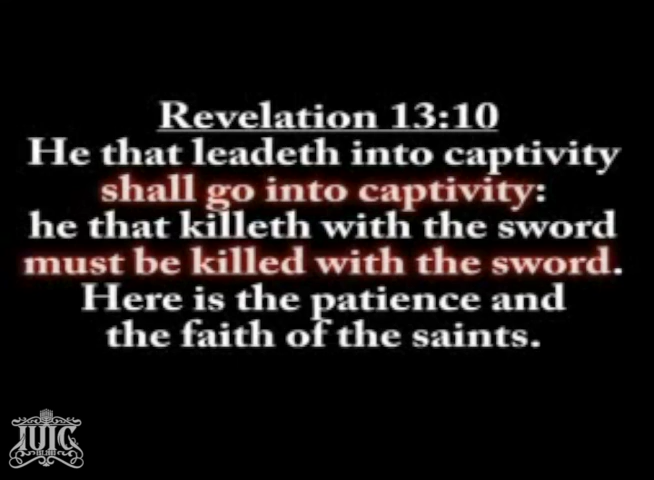 Revelation 13:10
He that leadeth into captivity
shall go into captivity:
he that killeth with the sword
must be killed with the sword.
Here is the patience and
the faith of the saints.
IUIC